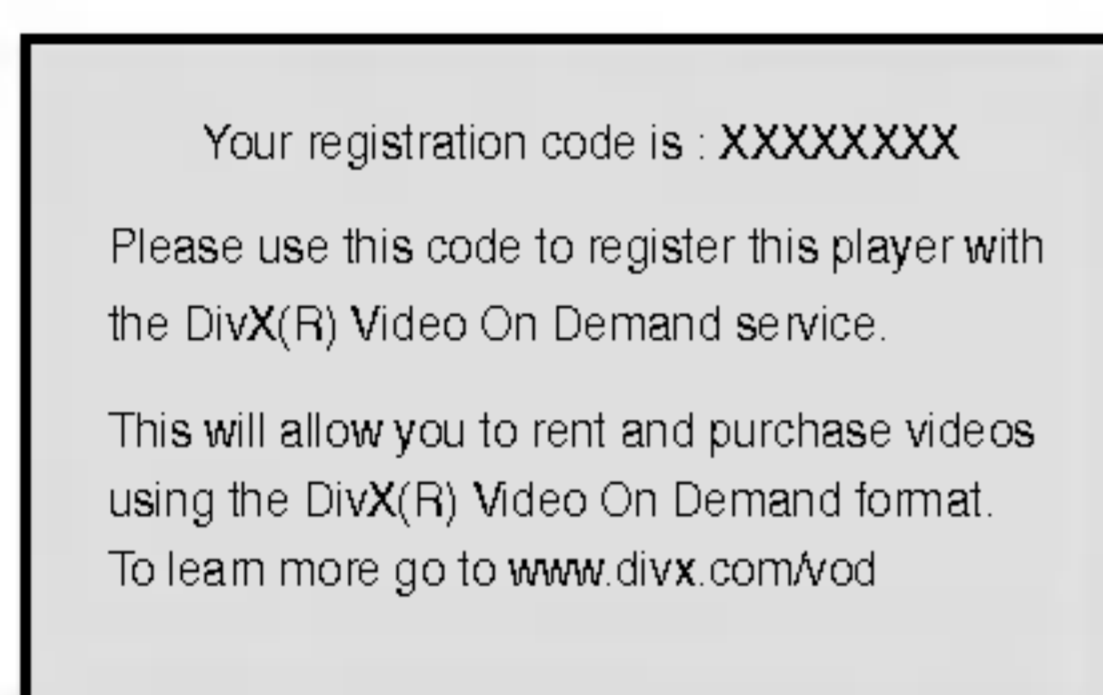 Your registration code is : XXXXXXXX
Please use this code to register this player with
the DivX(R) Video On Demand service.
This will allow you to rent and purchase videos
using the DivX(R) Video On Demand format.
To learn more go to www.divx.com/vod